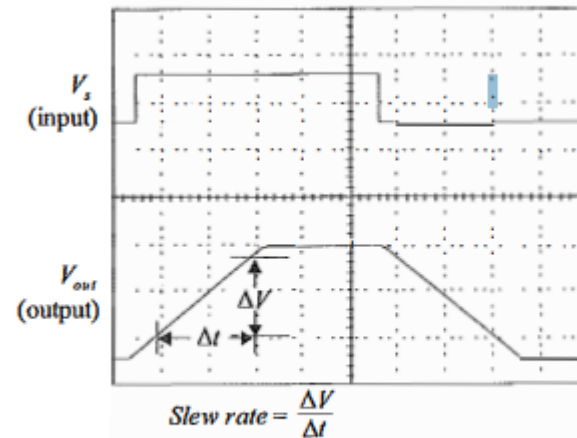 V_s
(input)
V_out
(output)
ΔV
Δt
Slew rate = ΔV/Δt